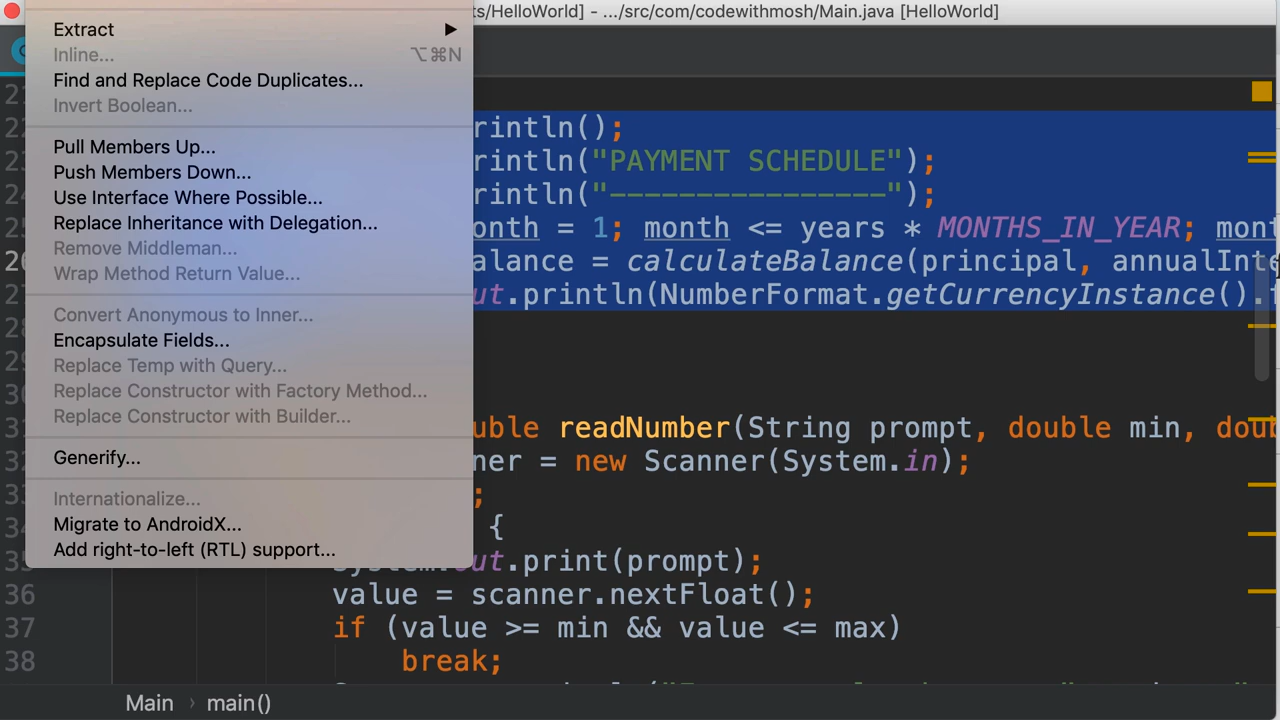 ts/HelloWorld] - .../src/com/codewithmosh/Main.java [HelloWorld]
Extract
Inline... ⌥⌘N
Find and Replace Code Duplicates...
Invert Boolean...
Pull Members Up...
Push Members Down...
Use Interface Where Possible...
Replace Inheritance with Delegation...
Remove Middleman...
Wrap Method Return Value...
Convert Anonymous to Inner...
Encapsulate Fields...
Replace Temp with Query...
Replace Constructor with Factory Method...
Replace Constructor with Builder...
Generify...
Internationalize...
Migrate to AndroidX...
Add right-to-left (RTL) support...
rintln();
rintln("PAYMENT SCHEDULE");
rintln("----------------");
onth = 1; month <= years * MONTHS_IN_YEAR; mont
alance = calculateBalance(principal, annualInte
ut.println(NumberFormat.getCurrencyInstance().f
uble readNumber(String prompt, double min, doub
ner = new Scanner(System.in);
;
{
System.out.print(prompt);
36 value = scanner.nextFloat();
37 if (value >= min && value <= max)
38 break;
Main › main()